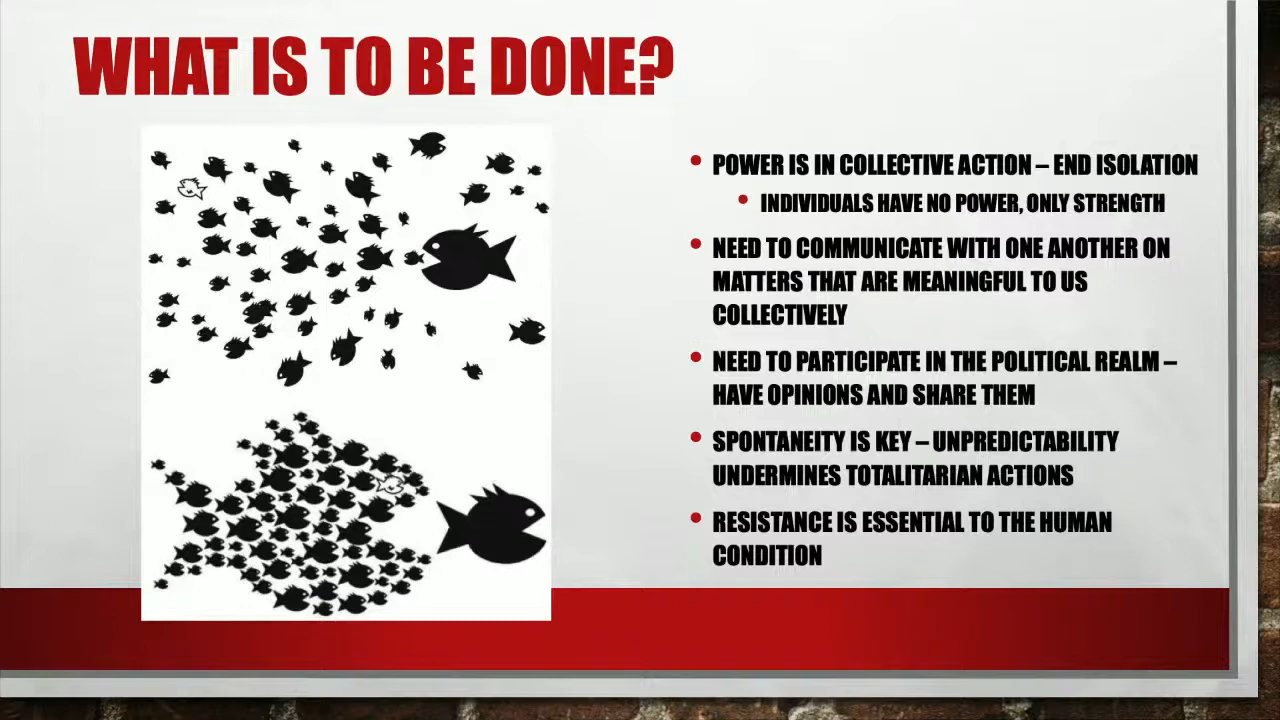 WHAT IS TO BE DONE?
• POWER IS IN COLLECTIVE ACTION – END ISOLATION
• INDIVIDUALS HAVE NO POWER, ONLY STRENGTH
• NEED TO COMMUNICATE WITH ONE ANOTHER ON
MATTERS THAT ARE MEANINGFUL TO US
COLLECTIVELY
• NEED TO PARTICIPATE IN THE POLITICAL REALM –
HAVE OPINIONS AND SHARE THEM
• SPONTANEITY IS KEY – UNPREDICTABILITY
UNDERMINES TOTALITARIAN ACTIONS
• RESISTANCE IS ESSENTIAL TO THE HUMAN
CONDITION